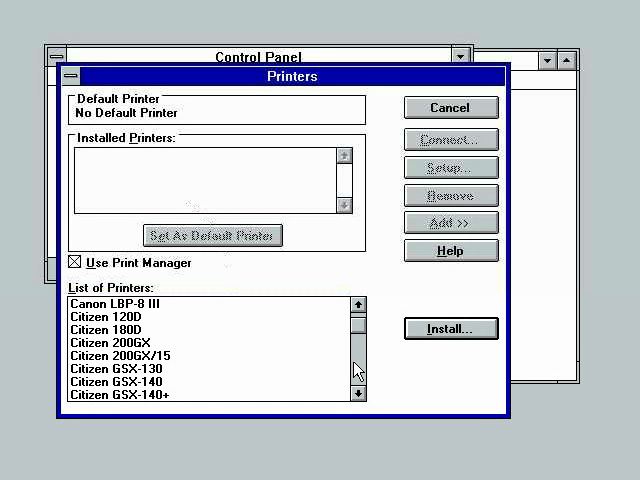 Control Panel
Printers
Default Printer
No Default Printer
Cancel
Installed Printers:
Connect...
Setup...
Remove
Add >>
Set As Default Printer
Help
Use Print Manager
List of Printers:
Canon LBP-8 III
Citizen 120D
Citizen 180D
Install...
Citizen 200GX
Citizen 200GX/15
Citizen GSX-130
Citizen GSX-140
Citizen GSX-140+